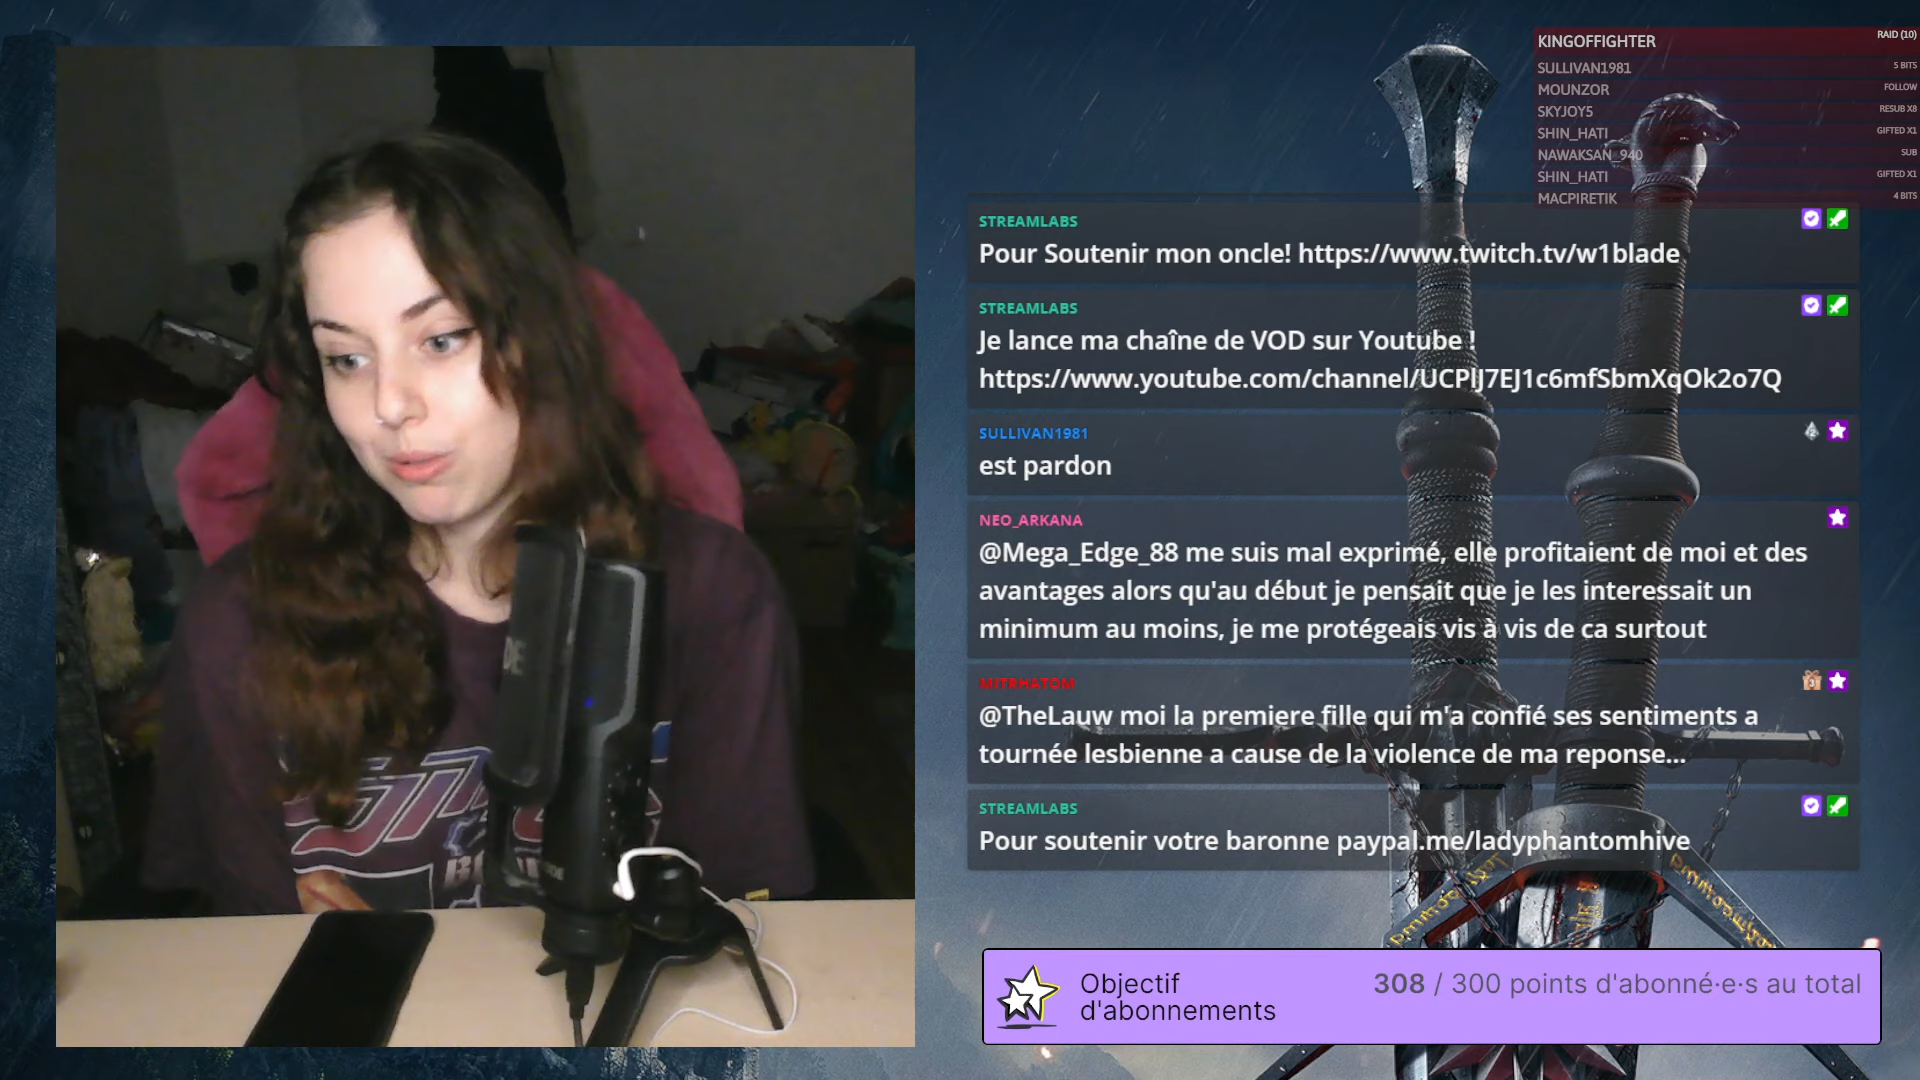 KINGOFFIGHTER RAID (10)
SULLIVAN1981 5 BITS
MOUNZOR FOLLOW
SKYJOY5 RESUB X8
SHIN_HATI GIFTED X1
NAWAKSAN_940 SUB
SHIN_HATI GIFTED X1
MACPIRETIK 4 BITS
STREAMLABS
Pour Soutenir mon oncle! https://www.twitch.tv/w1blade
STREAMLABS
Je lance ma chaîne de VOD sur Youtube !
https://www.youtube.com/channel/UCPlJ7EJ1c6mfSbmXqOk2o7Q
SULLIVAN1981
est pardon
NEO_ARKANA
@Mega_Edge_88 me suis mal exprimé, elle profitaient de moi et des
avantages alors qu'au début je pensait que je les interessait un
minimum au moins, je me protégeais vis à vis de ca surtout
MITRHATOM
@TheLauw moi la premiere fille qui m'a confié ses sentiments a
tournée lesbienne a cause de la violence de ma reponse...
STREAMLABS
Pour soutenir votre baronne paypal.me/ladyphantomhive
Objectif
d'abonnements
308 / 300 points d'abonné·e·s au total